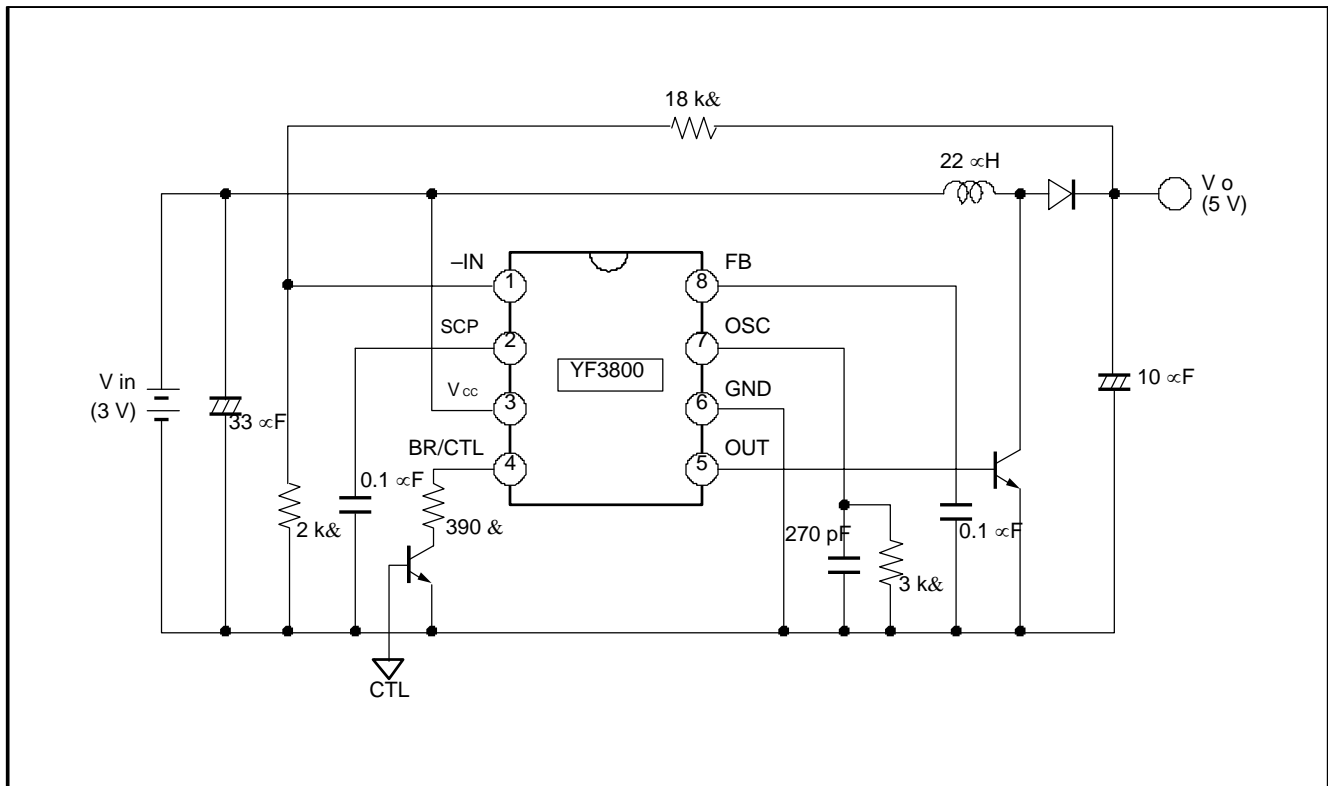 18 k&
22 ∝H
V o
(5 V)
–IN
FB
1
8
SCP
OSC
2
7
YF3800
V in
(3 V)
33 ∝F
VCC
GND
3
6
10 ∝F
BR/CTL
OUT
4
5
0.1 ∝F
2 k&
390 &
270 pF
0.1 ∝F
3 k&
CTL